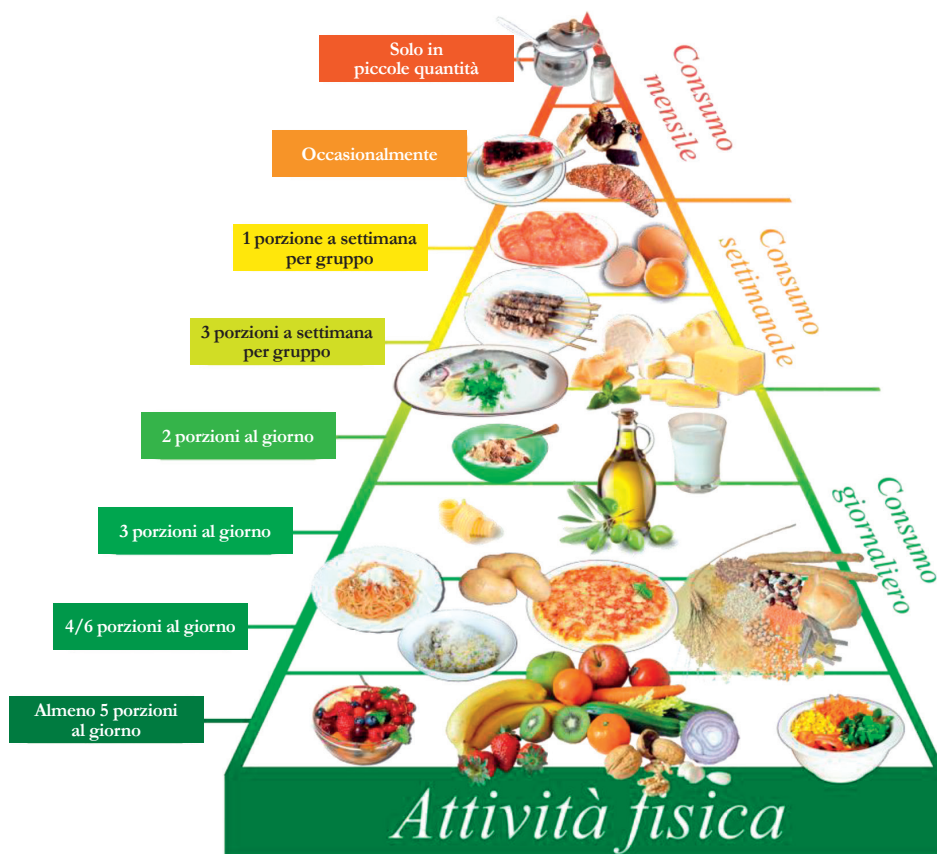 Solo in
piccole quantità
Consumo
mensile
Occasionalmente
1 porzione a settimana
per gruppo
Consumo
settimanale
3 porzioni a settimana
per gruppo
2 porzioni al giorno
Consumo
giornaliero
3 porzioni al giorno
4/6 porzioni al giorno
Almeno 5 porzioni
al giorno
Attività fisica